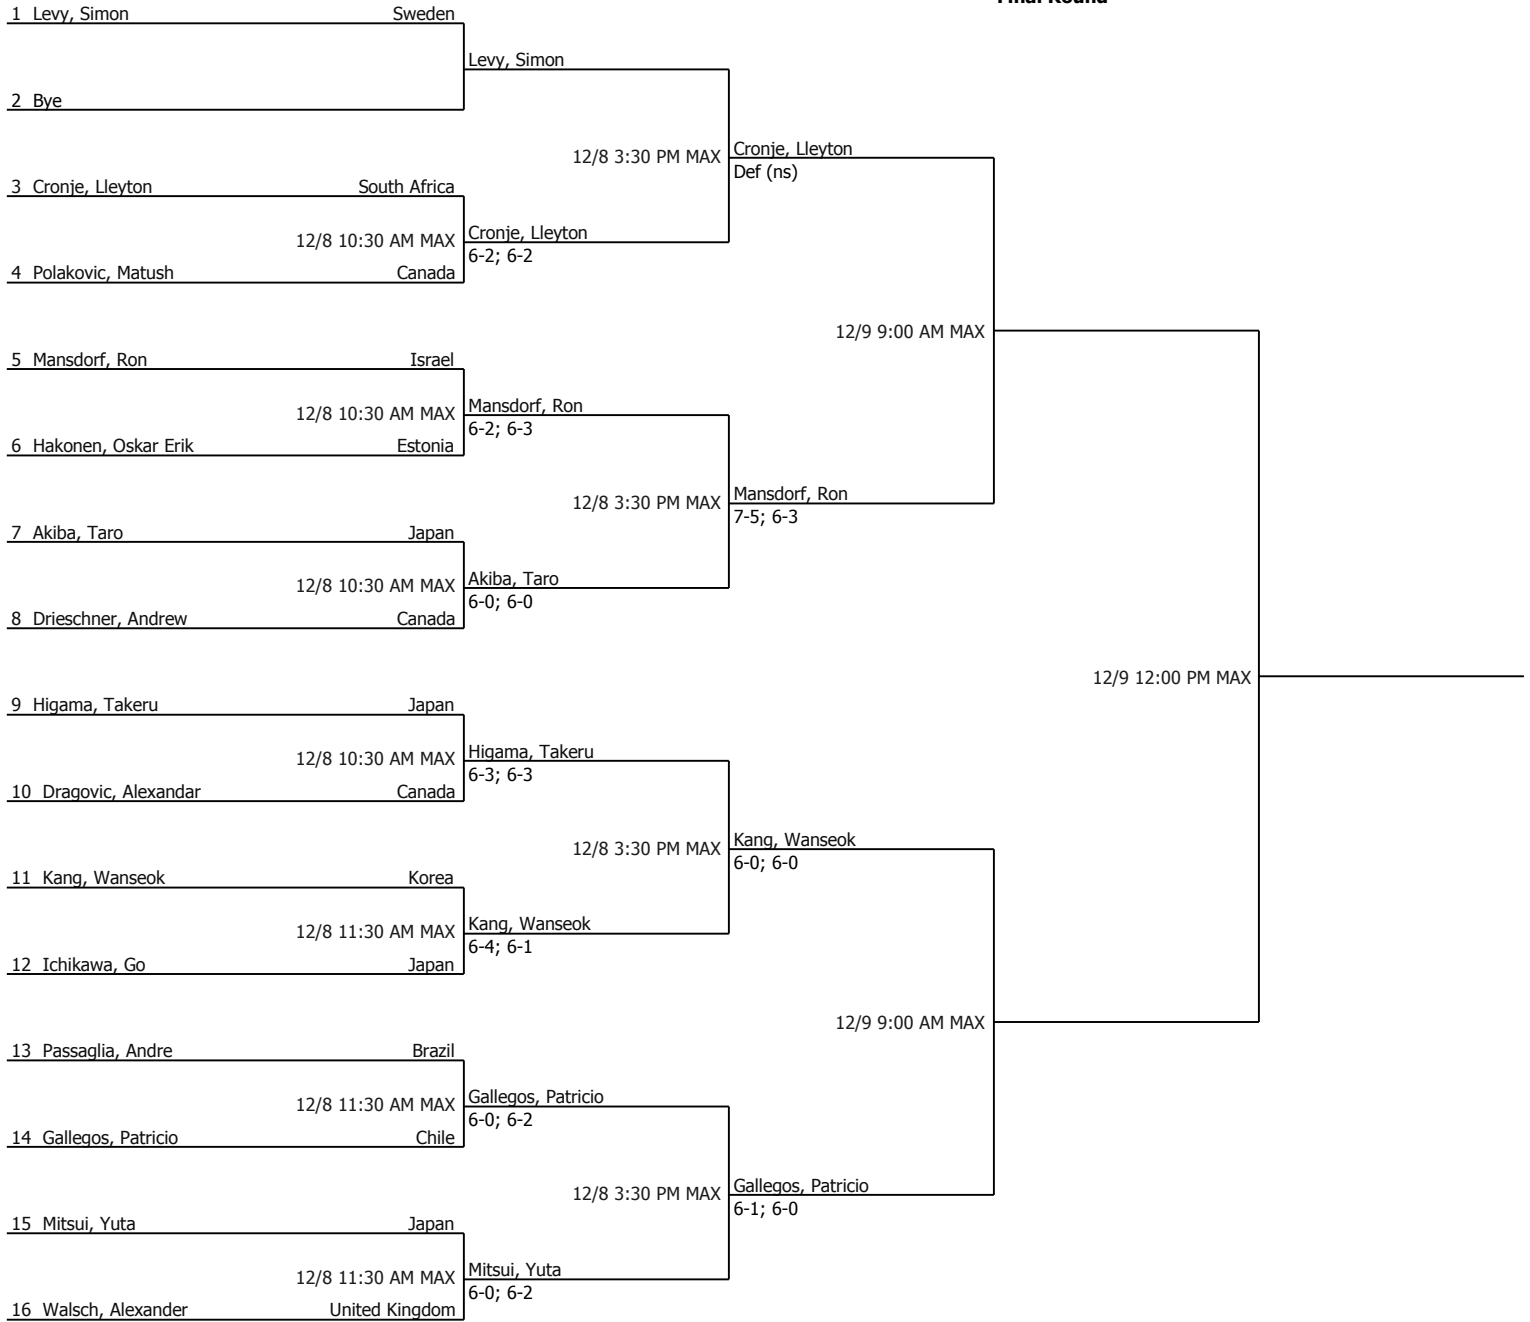 Final Round
1 Levy, Simon Sweden
Levy, Simon
2 Bye
12/8 3:30 PM MAX Cronje, Lleyton
Def (ns)
3 Cronje, Lleyton South Africa
12/8 10:30 AM MAX Cronje, Lleyton
6-2; 6-2
4 Polakovic, Matush Canada
12/9 9:00 AM MAX
5 Mansdorf, Ron Israel
12/8 10:30 AM MAX Mansdorf, Ron
6-2; 6-3
6 Hakonen, Oskar Erik Estonia
12/8 3:30 PM MAX Mansdorf, Ron
7-5; 6-3
7 Akiba, Taro Japan
12/8 10:30 AM MAX Akiba, Taro
6-0; 6-0
8 Drieschner, Andrew Canada
12/9 12:00 PM MAX
9 Higama, Takeru Japan
12/8 10:30 AM MAX Higama, Takeru
6-3; 6-3
10 Dragovic, Alexandar Canada
12/8 3:30 PM MAX Kang, Wanseok
6-0; 6-0
11 Kang, Wanseok Korea
12/8 11:30 AM MAX Kang, Wanseok
6-4; 6-1
12 Ichikawa, Go Japan
12/9 9:00 AM MAX
13 Passaglia, Andre Brazil
12/8 11:30 AM MAX Gallegos, Patricio
6-0; 6-2
14 Gallegos, Patricio Chile
12/8 3:30 PM MAX Gallegos, Patricio
6-1; 6-0
15 Mitsui, Yuta Japan
12/8 11:30 AM MAX Mitsui, Yuta
6-0; 6-2
16 Walsch, Alexander United Kingdom